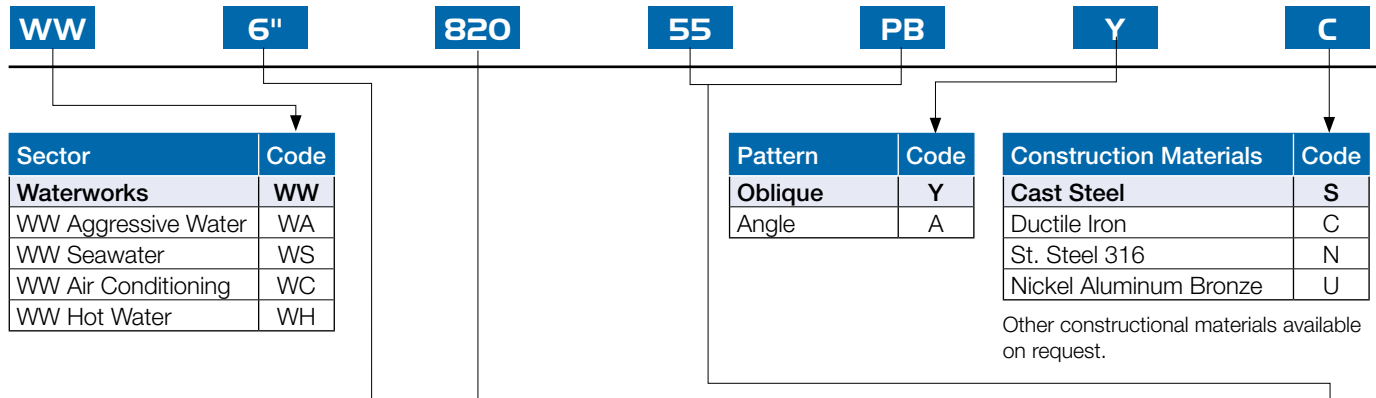 WW 6" 820 55 PB Y C
Sector Code
Waterworks WW
WW Aggressive Water WA
WW Seawater WS
WW Air Conditioning WC
WW Hot Water WH
Pattern Code
Oblique Y
Angle A
Construction Materials Code
Cast Steel S
Ductile Iron C
St. Steel 316 N
Nickel Aluminum Bronze U
Other constructional materials available
on request.